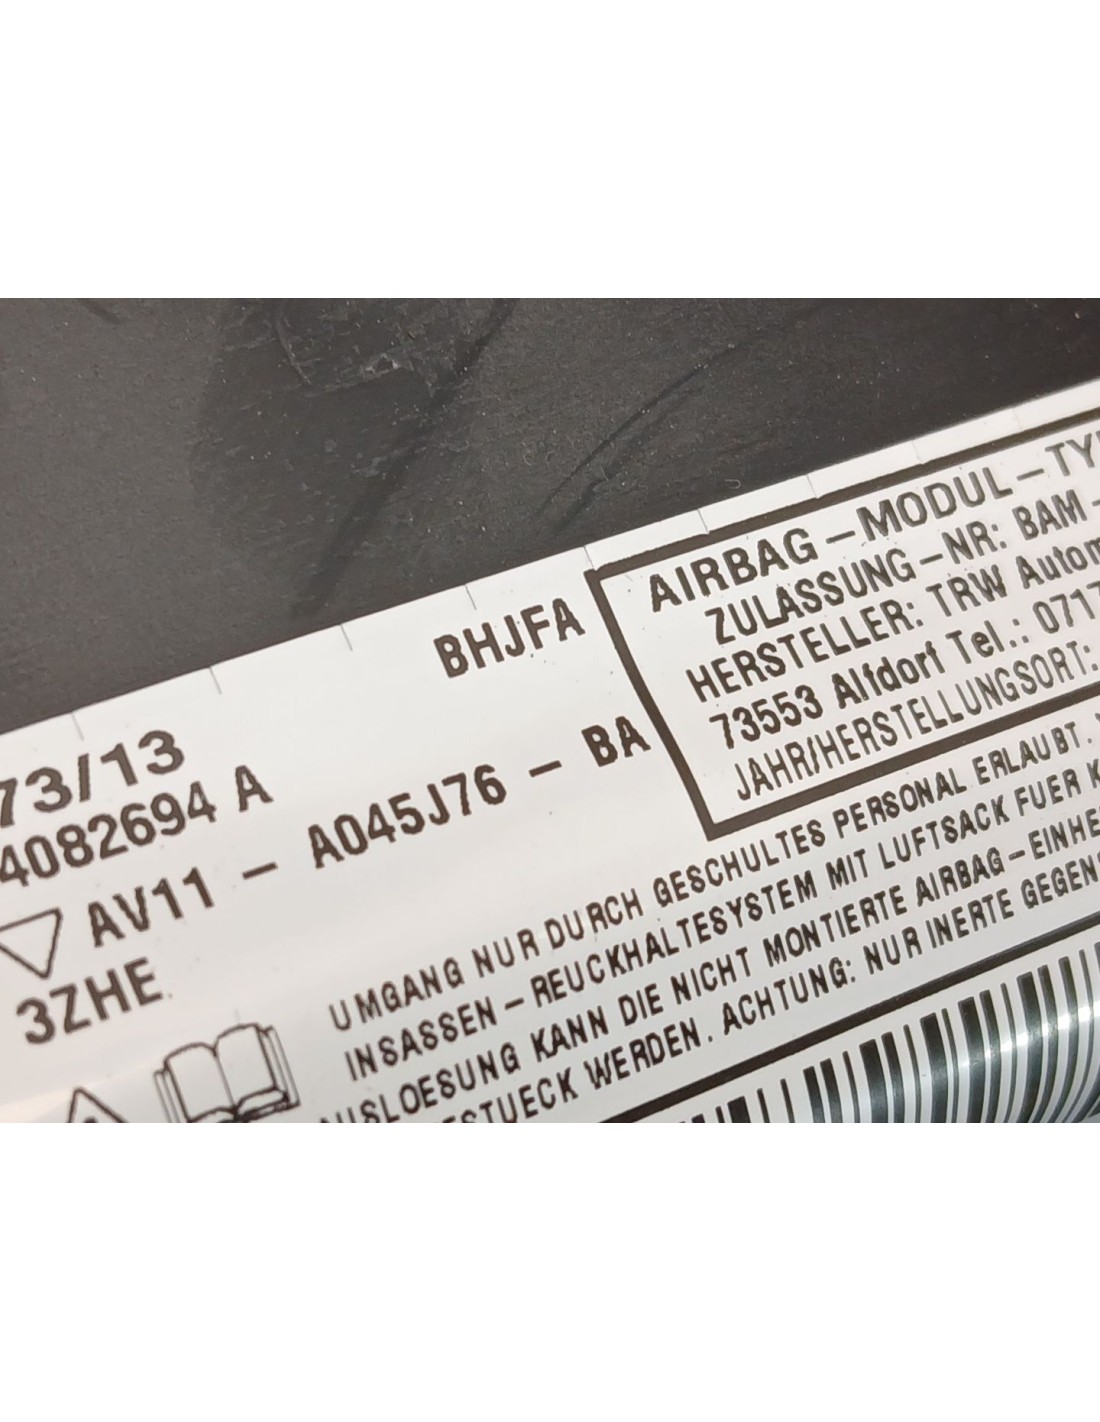 73/13
4082694 A
BHJFA
AV11 - A045J76 - BA
3ZHE
AIRBAG-MODUL-TY
ZULASSUNG-NR: BAM-
HERSTELLER: TRW Autom
73553 Alfdorf Tel.: 0717
JAHR/HERSTELLUNGSORT:
UMGANG NUR DURCH GESCHULTES PERSONAL ERLAUBT.
INSASSEN-REUCKHALTESYSTEM MIT LUFTSACK FUER K
AUSLOESUNG KANN DIE NICHT MONTIERTE AIRBAG-EINHE
ESTUECK WERDEN. ACHTUNG: NUR INERTE GEGEN